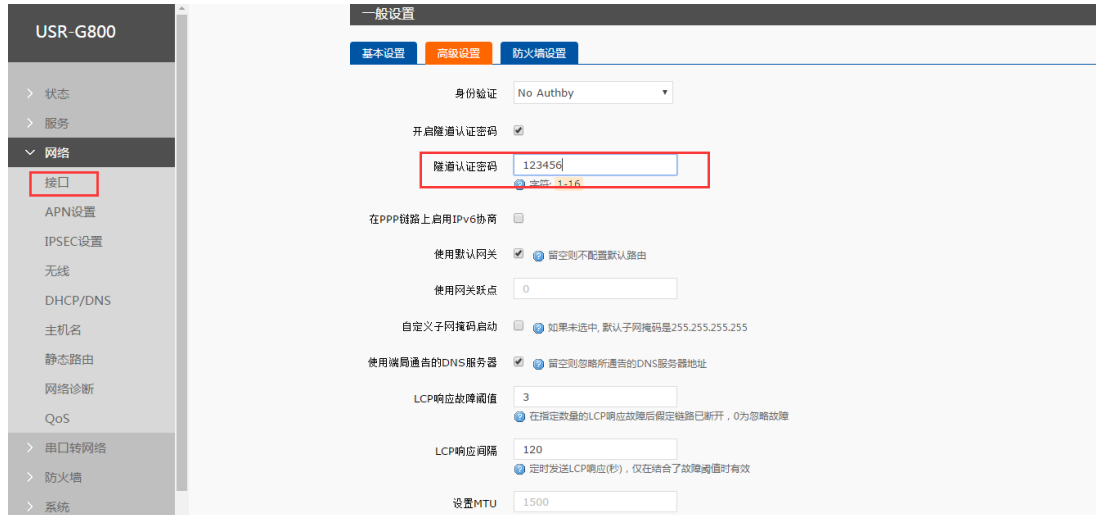 USR-G800
状态
服务
网络
接口
APN设置
IPSEC设置
无线
DHCP/DNS
主机名
静态路由
网络诊断
QoS
串口转网络
防火墙
系统
一般设置
基本设置 高级设置 防火墙设置
身份验证 No Authby
开启隧道认证密码
隧道认证密码 123456
字符: 1-16
在PPP链路上启用IPv6协商
使用默认网关 留空则不配置默认路由
使用网关跃点 0
自定义子网掩码启动 如果未选中, 默认子网掩码是255.255.255.255
使用端局通告的DNS服务器 留空则忽略所通告的DNS服务器地址
LCP响应故障阈值 3
在指定数量的LCP响应故障后假定链路已断开，0为忽略故障
LCP响应间隔 120
定时发送LCP响应(秒)，仅在结合了故障阈值时有效
设置MTU 1500